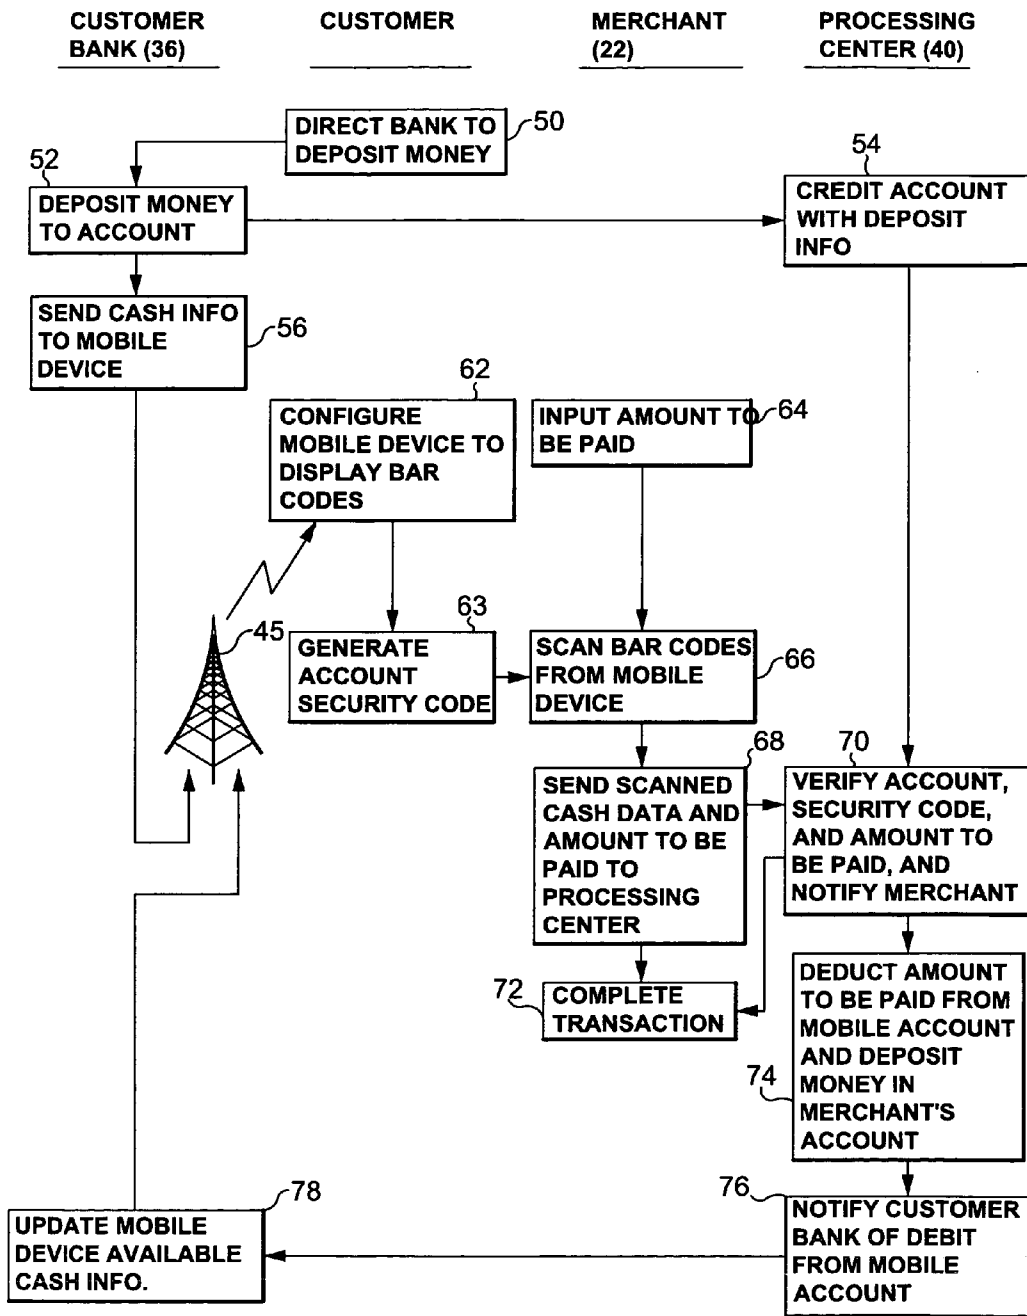 CUSTOMER
BANK (36)
CUSTOMER
MERCHANT
(22)
PROCESSING
CENTER (40)
DIRECT BANK TO
DEPOSIT MONEY
50
52
DEPOSIT MONEY
TO ACCOUNT
54
CREDIT ACCOUNT
WITH DEPOSIT
INFO
SEND CASH INFO
TO MOBILE
DEVICE
56
62
CONFIGURE
MOBILE DEVICE TO
DISPLAY BAR
CODES
INPUT AMOUNT TO
BE PAID
64
45
63
GENERATE
ACCOUNT
SECURITY CODE
SCAN BAR CODES
FROM MOBILE
DEVICE
66
68
SEND SCANNED
CASH DATA AND
AMOUNT TO BE
PAID TO
PROCESSING
CENTER
70
VERIFY ACCOUNT,
SECURITY CODE,
AND AMOUNT TO
BE PAID, AND
NOTIFY MERCHANT
72
COMPLETE
TRANSACTION
DEDUCT AMOUNT
TO BE PAID FROM
MOBILE ACCOUNT
AND DEPOSIT
MONEY IN
MERCHANT'S
ACCOUNT
74
76
NOTIFY CUSTOMER
BANK OF DEBIT
FROM MOBILE
ACCOUNT
78
UPDATE MOBILE
DEVICE AVAILABLE
CASH INFO.